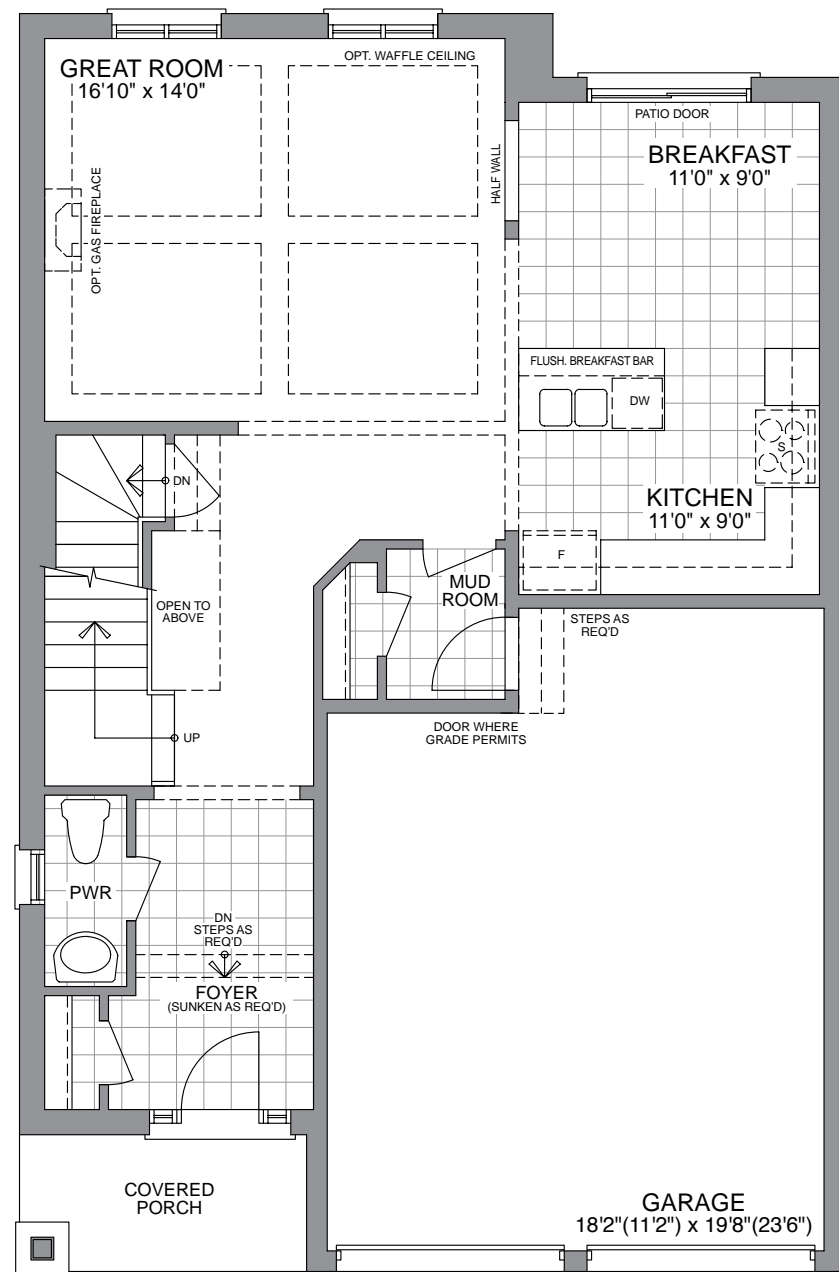 OPT. WAFFLE CEILING
GREAT ROOM
16'10" x 14'0"
PATIO DOOR
BREAKFAST
11'0" x 9'0"
HALF WALL
OPT. GAS FIREPLACE
FLUSH. BREAKFAST BAR
DW
S
DN
KITCHEN
11'0" x 9'0"
F
MUD
ROOM
OPEN TO
ABOVE
STEPS AS
REQ'D
UP
DOOR WHERE
GRADE PERMITS
PWR
DN
STEPS AS
REQ'D
FOYER
(SUNKEN AS REQ'D)
COVERED
PORCH
GARAGE
18'2"(11'2") x 19'8"(23'6")